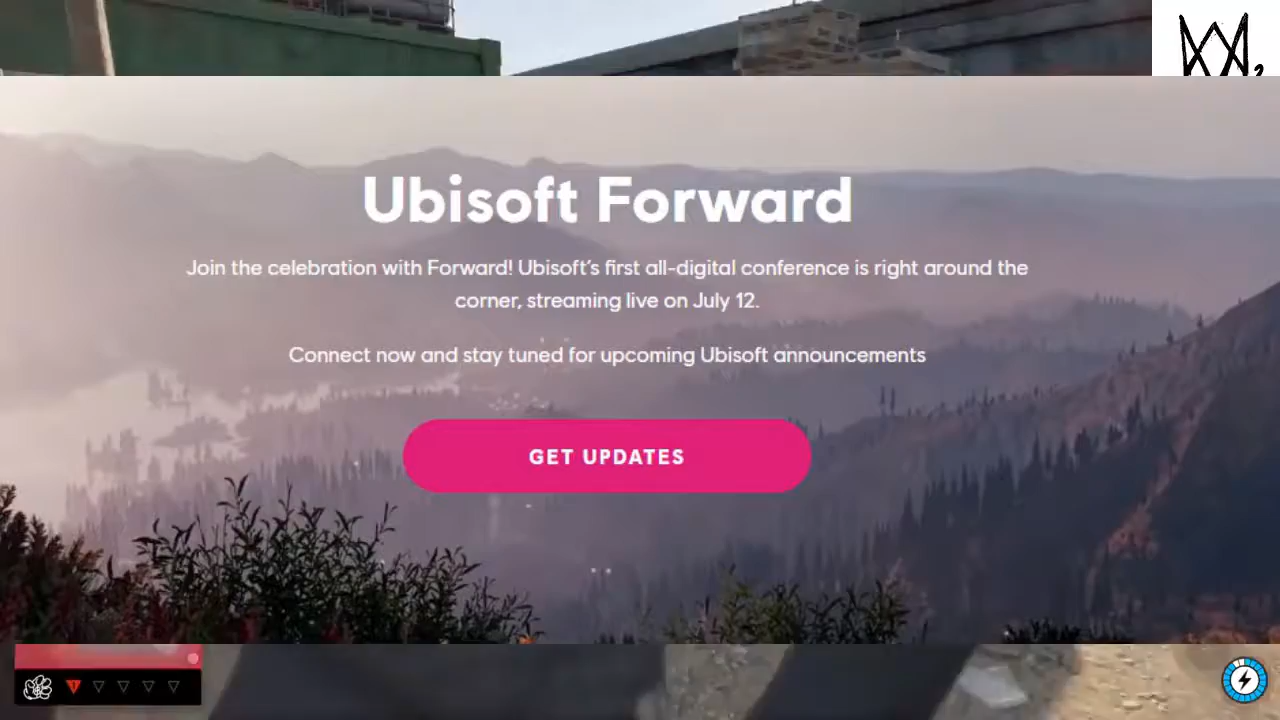 2
Ubisoft Forward
Join the celebration with Forward! Ubisoft's first all-digital conference is right around the
corner, streaming live on July 12.
Connect now and stay tuned for upcoming Ubisoft announcements
GET UPDATES